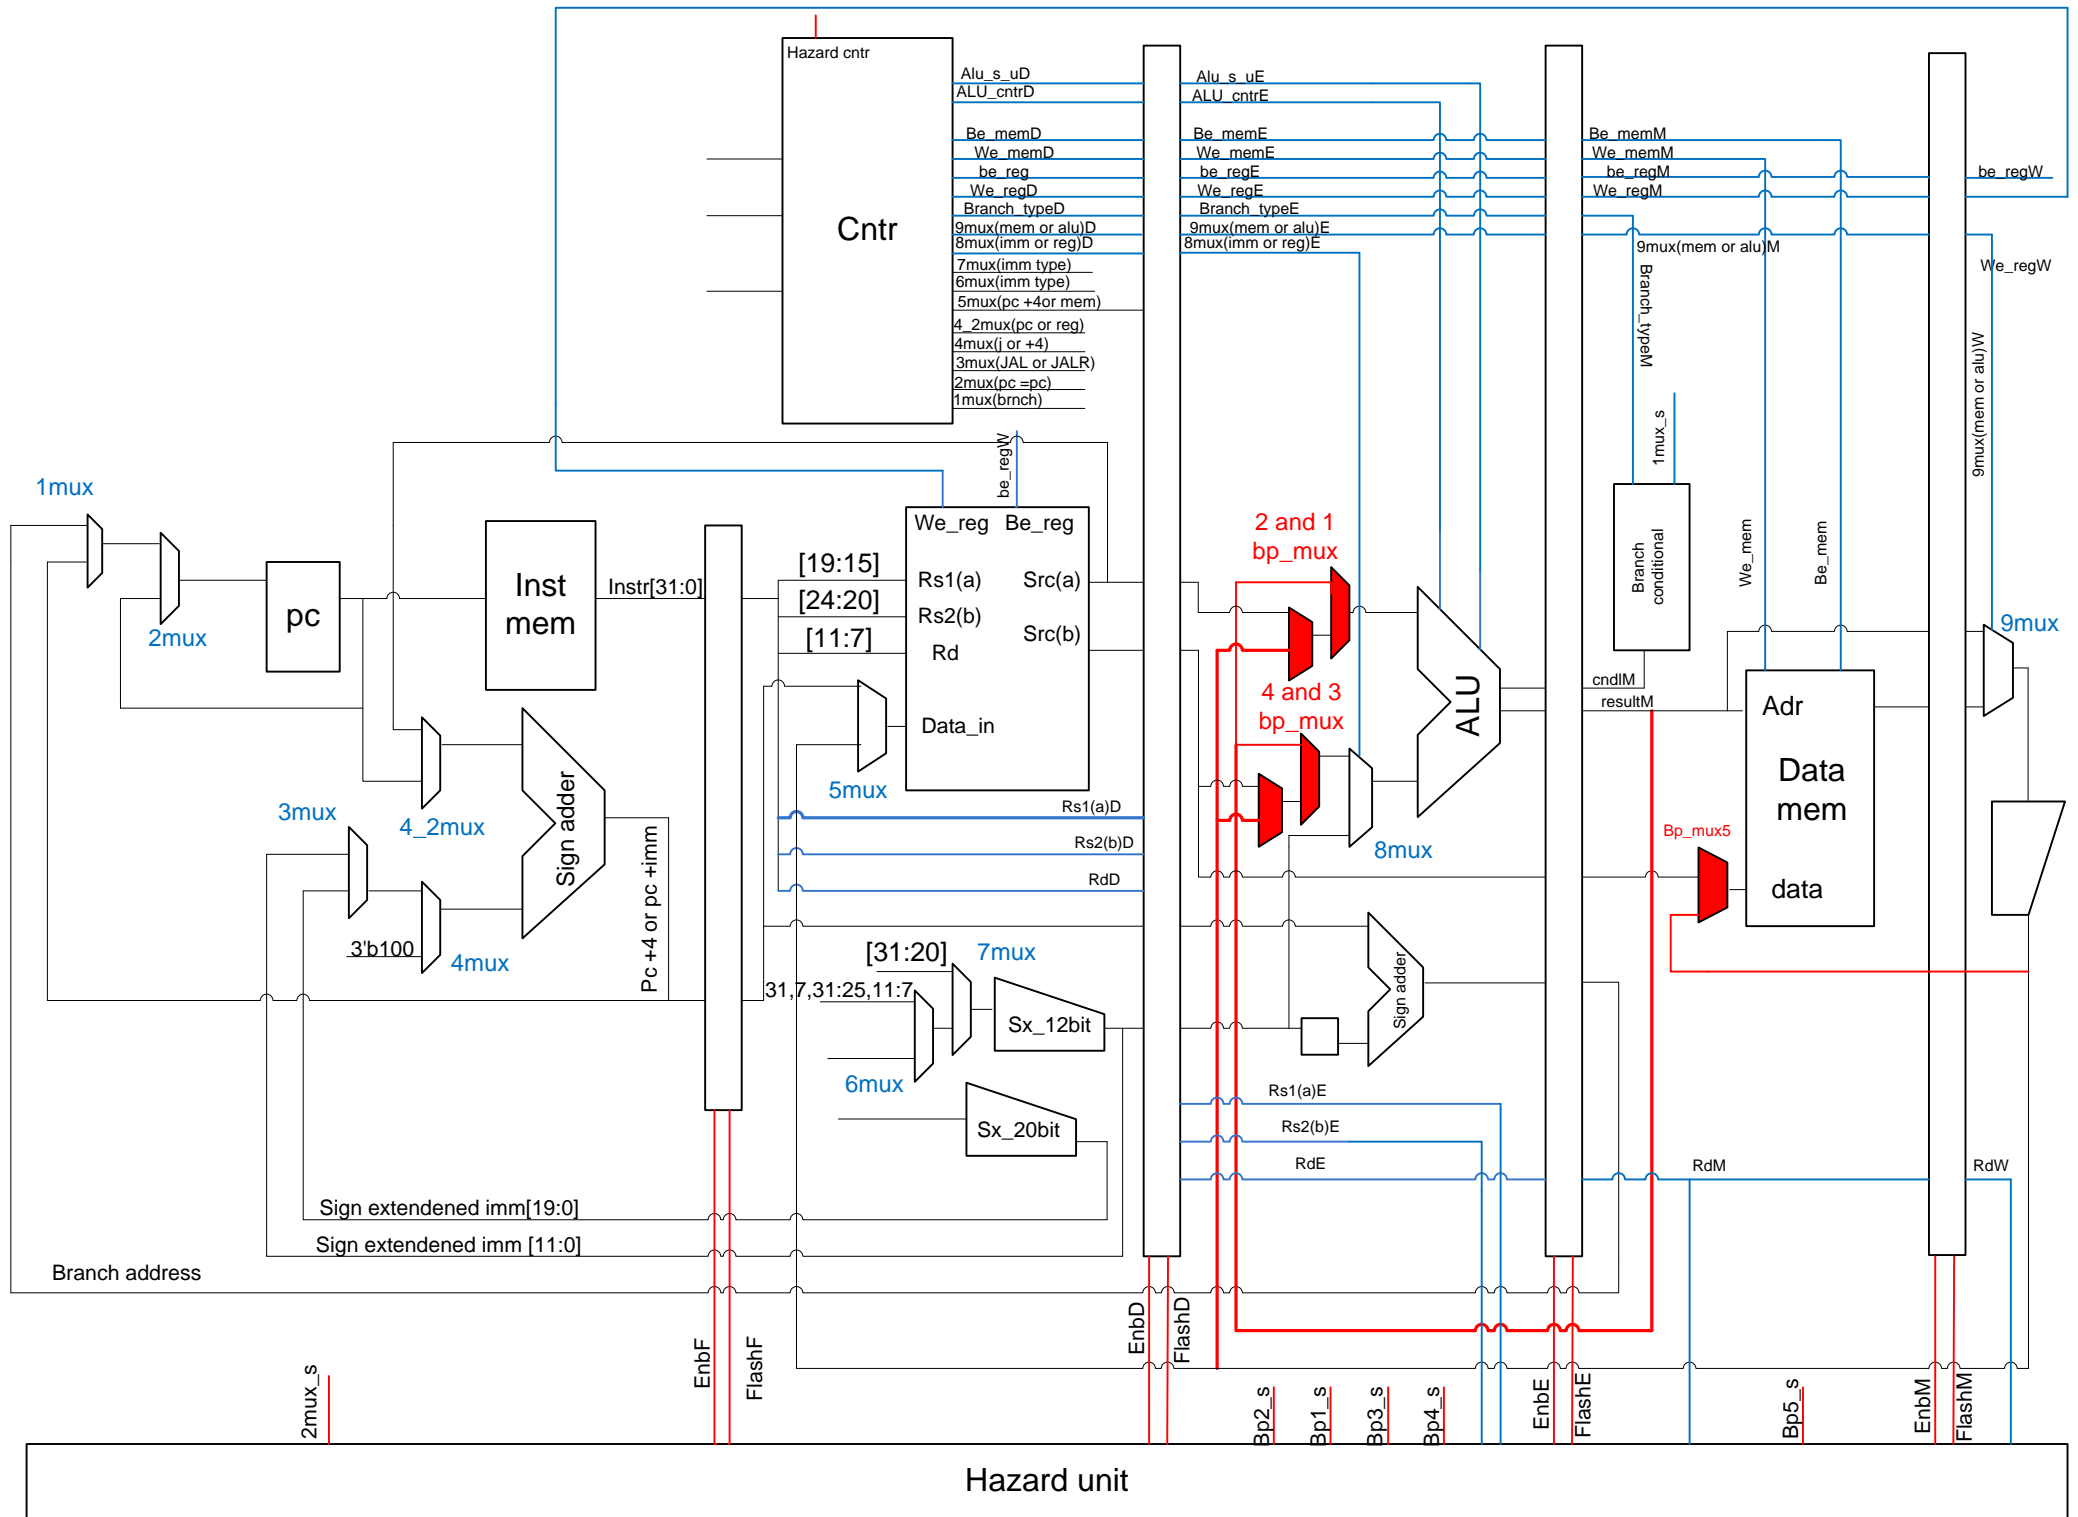 Hazard cntr
Cntr
Alu_s_uD
ALU_cntrD
Be_memD
We_memD
be_reg
We_regD
Branch_typeD
9mux(mem or alu)D
8mux(imm or reg)D
7mux(imm type)
6mux(imm type)
5mux(pc +4or mem)
4_2mux(pc or reg)
4mux(j or +4)
3mux(JAL or JALR)
2mux(pc =pc)
1mux(brnch)
Alu_s_uE
ALU_cntrE
Be_memE
We_memE
be_regE
We_regE
Branch_typeE
9mux(mem or alu)E
8mux(imm or reg)E
Be_memM
We_memM
be_regM
We_regM
9mux(mem or alu)M
Branch_typeM
1mux_s
be_regW
We_regW
9mux(mem or alu)W
1mux
2mux
pc
Inst
mem
Instr[31:0]
[19:15]
[24:20]
[11:7]
be_regW
We_reg
Be_reg
Rs1(a)
Rs2(b)
Rd
Data_in
Src(a)
Src(b)
5mux
2 and 1
bp_mux
4 and 3
bp_mux
8mux
ALU
Branch
conditional
cndlM
resultM
We_mem
Be_mem
Adr
Data
mem
data
Bp_mux5
9mux
3mux
4_2mux
4mux
3'b100
Sign adder
Pc +4 or pc +imm
Rs1(a)D
Rs2(b)D
RdD
[31:20]
7mux
31,7,31:25,11:7
6mux
Sx_12bit
Sx_20bit
Sign adder
Rs1(a)E
Rs2(b)E
RdE
RdM
RdW
Sign extendened imm[19:0]
Sign extendened imm [11:0]
Branch address
2mux_s
EnbF
FlashF
EnbD
FlashD
Bp2_s
Bp1_s
Bp3_s
Bp4_s
EnbE
FlashE
Bp5_s
EnbM
FlashM
Hazard unit